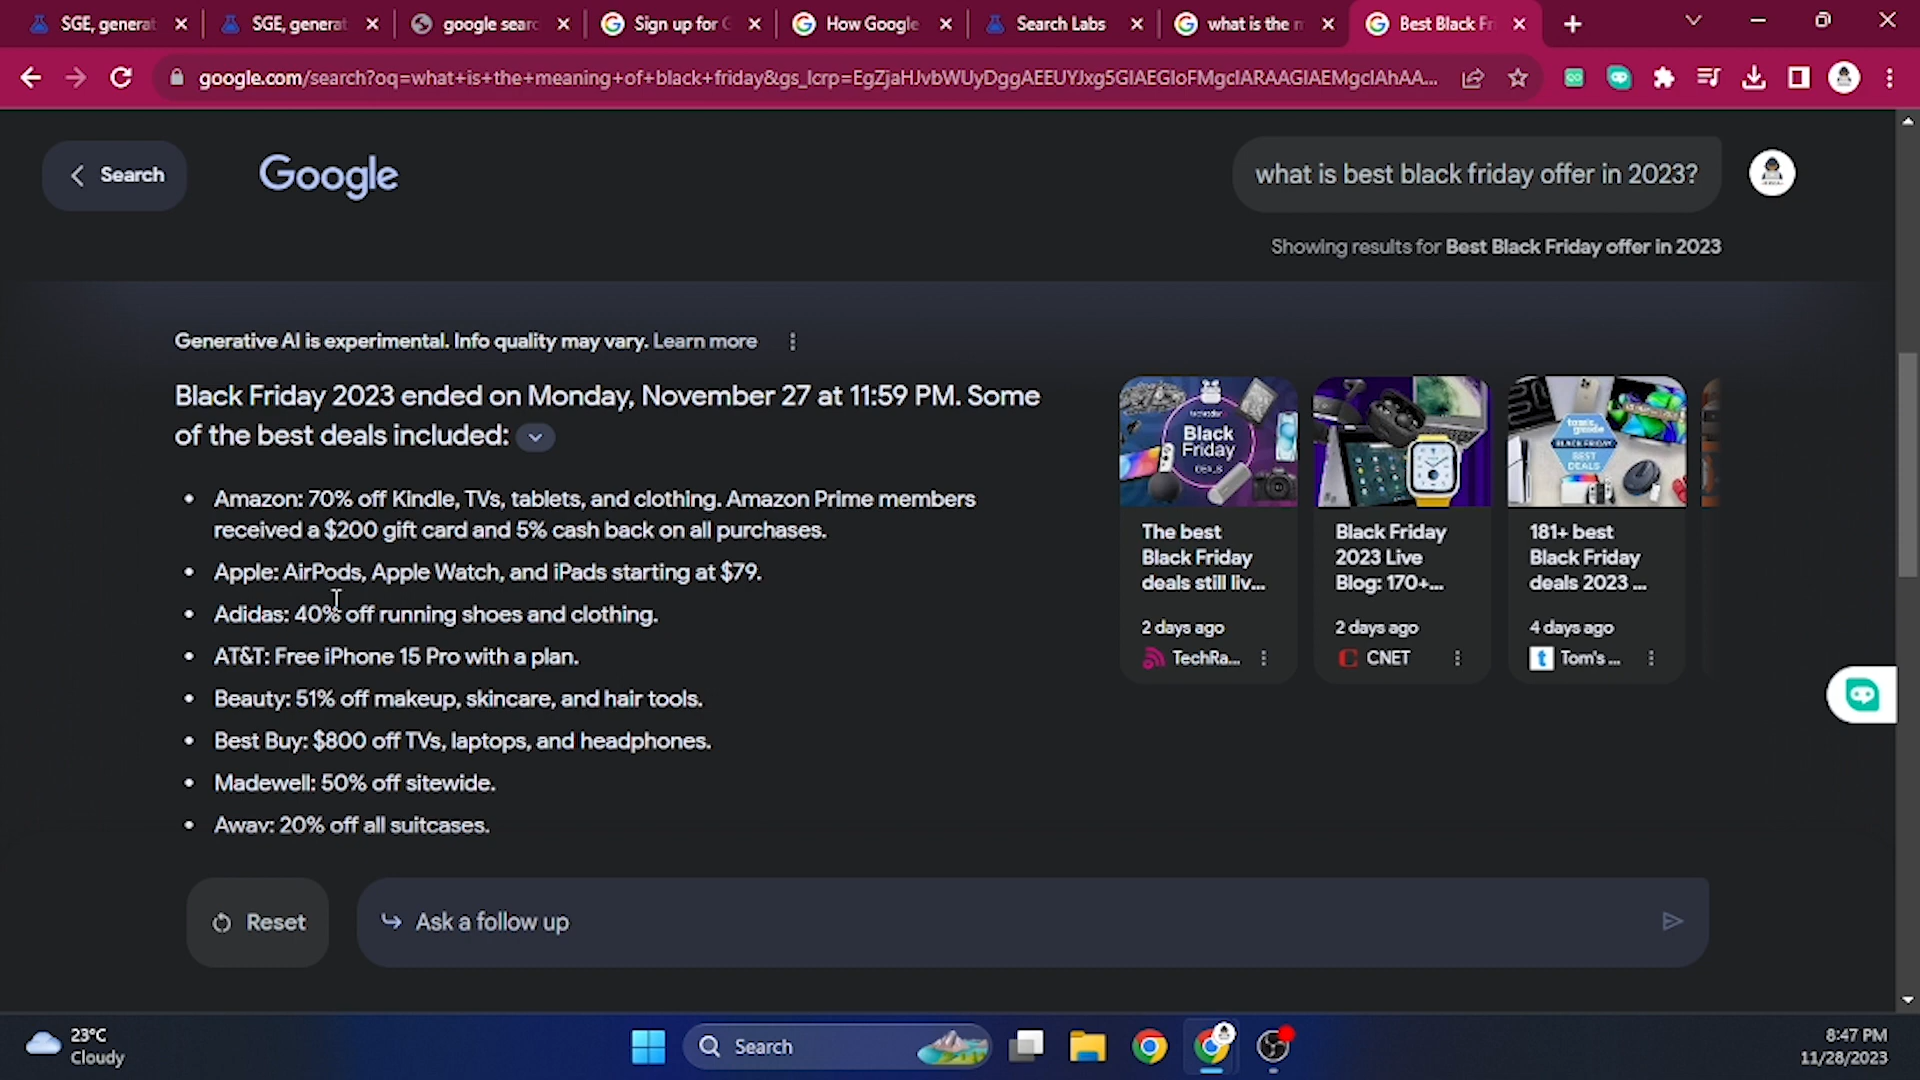 SGE, generat
SGE, generat
google sear
Sign up for G
How Google
Search Labs
what is the m
Best Black Fr
google.com/search?oq=what+is+the+meaning+of+black+friday&gs_lcrp=EgZjaHJvbWUyDggAEEUYJxg5GIAEGIoFMgcIARAAGIAEMgcIAhAA...
Search
Google
what is best black friday offer in 2023?
Showing results for Best Black Friday offer in 2023
Generative AI is experimental. Info quality may vary. Learn more
Black Friday 2023 ended on Monday, November 27 at 11:59 PM. Some
of the best deals included:
• Amazon: 70% off Kindle, TVs, tablets, and clothing. Amazon Prime members
received a $200 gift card and 5% cash back on all purchases.
• Apple: AirPods, Apple Watch, and iPads starting at $79.
• Adidas: 40% off running shoes and clothing.
• AT&T: Free iPhone 15 Pro with a plan.
• Beauty: 51% off makeup, skincare, and hair tools.
• Best Buy: $800 off TVs, laptops, and headphones.
• Madewell: 50% off sitewide.
• Away: 20% off all suitcases.
techradar
Black
Friday
DEALS
The best
Black Friday
deals still liv...
2 days ago
TechRa...
Black Friday
2023 Live
Blog: 170+...
2 days ago
CNET
tom's
guide
BLACK FRIDAY
BEST
DEALS
181+ best
Black Friday
deals 2023 ...
4 days ago
Tom's ...
Reset
Ask a follow up
23°C
Cloudy
Search
8:47 PM
11/28/2023